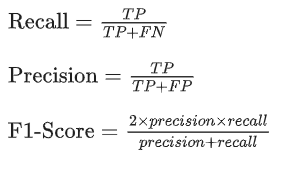 Recall = TP / TP+FN
Precision = TP / TP+FP
F1-Score = 2×precision×recall / precision+recall